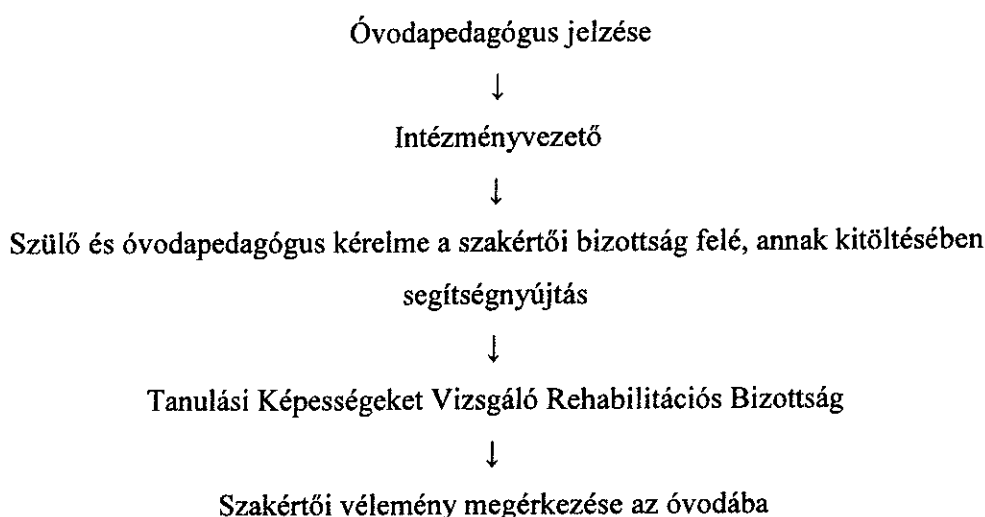 Óvodapedagógus jelzése
↓
Intézményvezető
↓
Szülő és óvodapedagógus kérelme a szakértői bizottság felé, annak kitöltésében
segítségnyújtás
↓
Tanulási Képességeket Vizsgáló Rehabilitációs Bizottság
↓
Szakértői vélemény megérkezése az óvodába